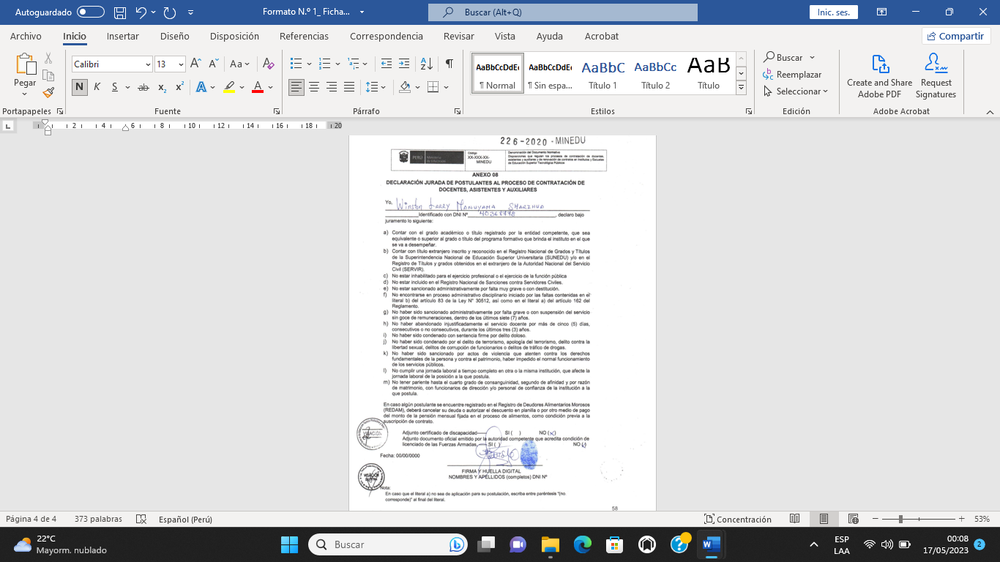 Autoguardado
Formato N.º 1_ Ficha...
Buscar (Alt+Q)
Inic. ses.
Archivo Inicio Insertar Diseño Disposición Referencias Correspondencia Revisar Vista Ayuda Acrobat
Compartir
Pegar
Calibri 13
N K S ab x₂ x² A A
AaBbCcDdEe AaBbCcDdEe AaBbC AaBbCc AaB
¶ Normal ¶ Sin espa... Título 1 Título 2 Título
Buscar
Reemplazar
Seleccionar
Create and Share Adobe PDF
Request Signatures
Portapapeles Fuente Párrafo Estilos Edición Adobe Acrobat
2 4 6 8 10 12 14 16 18 20
226-2020 - MINEDU
PERÚ Ministerio de Educación
Código
XX-XXX-XX-
MINEDU
Denominación del Documento Normativo
Disposiciones que regulan los procesos de contratación de docentes,
asistentes y auxiliares y de renovación de contratos en Institutos y Escuelas
de Educación Superior Tecnológica Públicos
ANEXO 08
DECLARACIÓN JURADA DE POSTULANTES AL PROCESO DE CONTRATACIÓN DE
DOCENTES, ASISTENTES Y AUXILIARES
Yo, Winston Larry Manuyama Sharihua
identificado con DNI Nº 40368778, declaro bajo
juramento lo siguiente:
a) Contar con el grado académico o título registrado por la entidad competente, que sea
equivalente o superior al grado o título del programa formativo que brinda el instituto en el que
se va a desempeñar.
b) Contar con título extranjero inscrito y reconocido en el Registro Nacional de Grados y Títulos
de la Superintendencia Nacional de Educación Superior Universitaria (SUNEDU) y/o en el
Registro de Títulos y grados obtenidos en el extranjero de la Autoridad Nacional del Servicio
Civil (SERVIR).
c) No estar inhabilitado para el ejercicio profesional o el ejercicio de la función pública
d) No estar incluido en el Registro Nacional de Sanciones contra Servidores Civiles.
e) No estar sancionado administrativamente por falta muy grave o con destitución.
f) No encontrarse en proceso administrativo disciplinario iniciado por las faltas contenidas en el
literal b) del artículo 83 de la Ley N° 30512, así como en el literal a) del artículo 162 del
Reglamento.
g) No haber sido sancionado administrativamente por falta grave o con suspensión del servicio
sin goce de remuneraciones, dentro de los últimos siete (7) años.
h) No haber abandonado injustificadamente el servicio docente por más de cinco (5) días,
consecutivos o no consecutivos, durante los últimos tres (3) años.
i) No haber sido condenado con sentencia firme por delito doloso.
j) No haber sido condenado por el delito de terrorismo, apología del terrorismo, delito contra la
libertad sexual, delitos de corrupción de funcionarios o delitos de tráfico de drogas.
k) No haber sido sancionado por actos de violencia que atenten contra los derechos
fundamentales de la persona y contra el patrimonio, haber impedido el normal funcionamiento
de los servicios públicos.
l) No cumplir una jornada laboral a tiempo completo en otra o la misma institución, que afecte la
jornada laboral de la posición a la que postula.
m) No tener pariente hasta el cuarto grado de consanguinidad, segundo de afinidad y por razón
de matrimonio, con funcionarios de dirección y/o personal de confianza de la institución a la
que postula.
En caso algún postulante se encuentre registrado en el Registro de Deudores Alimentarios Morosos
(REDAM), deberá cancelar su deuda o autorizar el descuento en planilla o por otro medio de pago
del monto de la pensión mensual fijada en el proceso de alimentos, como condición previa a la
suscripción de contrato.
VISACIÓN
Adjunto certificado de discapacidad SI ( ) NO (x)
Adjunto documento oficial emitido por la autoridad competente que acredita condición de
licenciado de las Fuerzas Armadas, SI ( ) NO (x)
Fecha: 00/00/0000
FIRMA Y HUELLA DIGITAL
NOMBRES Y APELLIDOS (completos) DNI Nº
Nota:
En caso que el literal a) no sea de aplicación para su postulación, escriba entre paréntesis "(no
corresponde)" al final del literal.
58
Página 4 de 4 373 palabras Español (Perú) Concentración 53%
22°C
Mayorm. nublado
Buscar
ESP
LAA
00:08
17/05/2023
2